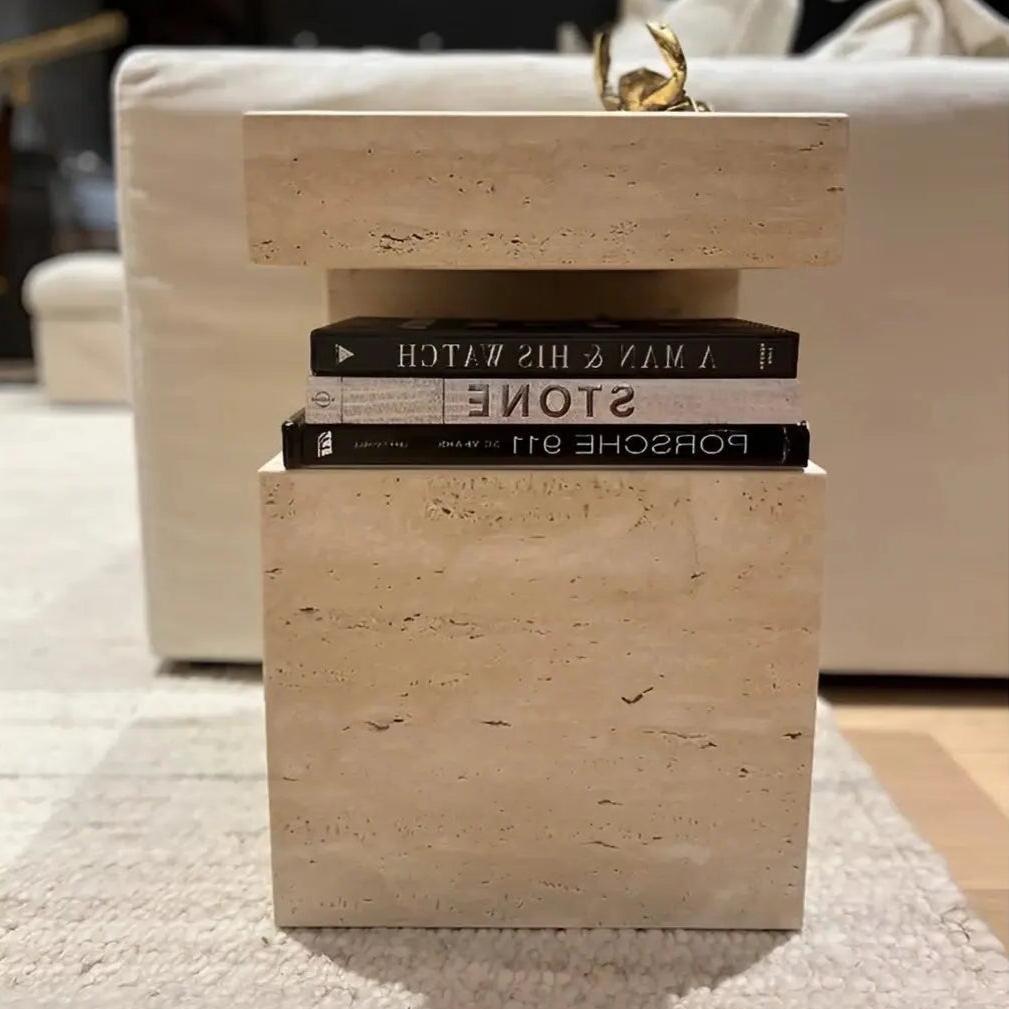 A MAN & HIS WATCH
STONE
PORSCHE 911